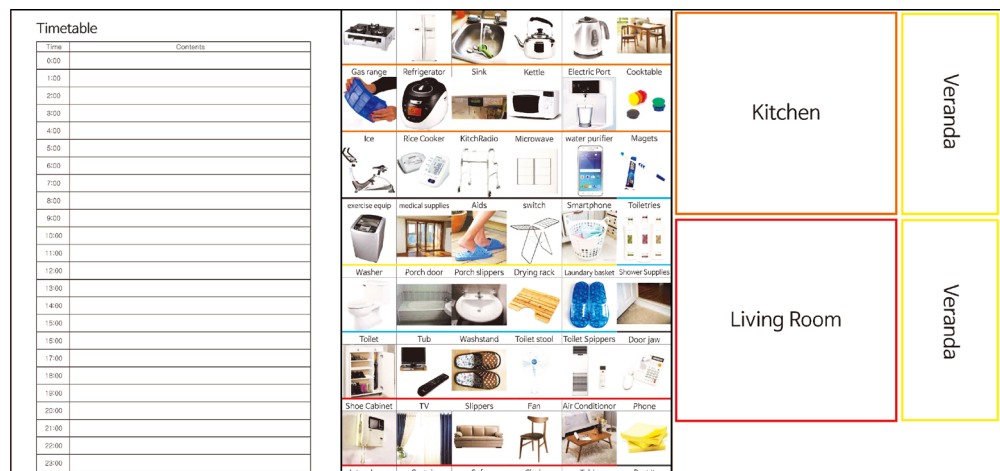 Timetable
Time Contents
0:00
1:00
2:00
3:00
4:00
5:00
6:00
7:00
8:00
9:00
10:00
11:00
12:00
13:00
14:00
15:00
16:00
17:00
18:00
19:00
20:00
21:00
22:00
23:00
Gas range Refrigerator Sink Kettle Electric Port Cooktable
Ice Rice Cooker KitchRadio Microwave water purifier Magets
exercise equip medical supplies Aids switch Smartphone Toiletries
Washer Porch door Porch slippers Drying rack Laundary basket Shower Supplies
Toilet Tub Washstand Toilet stool Toilet Spippers Door jaw
Shoe Cabinet TV Slippers Fan Air Conditionor Phone
Kitchen
Veranda
Living Room
Veranda